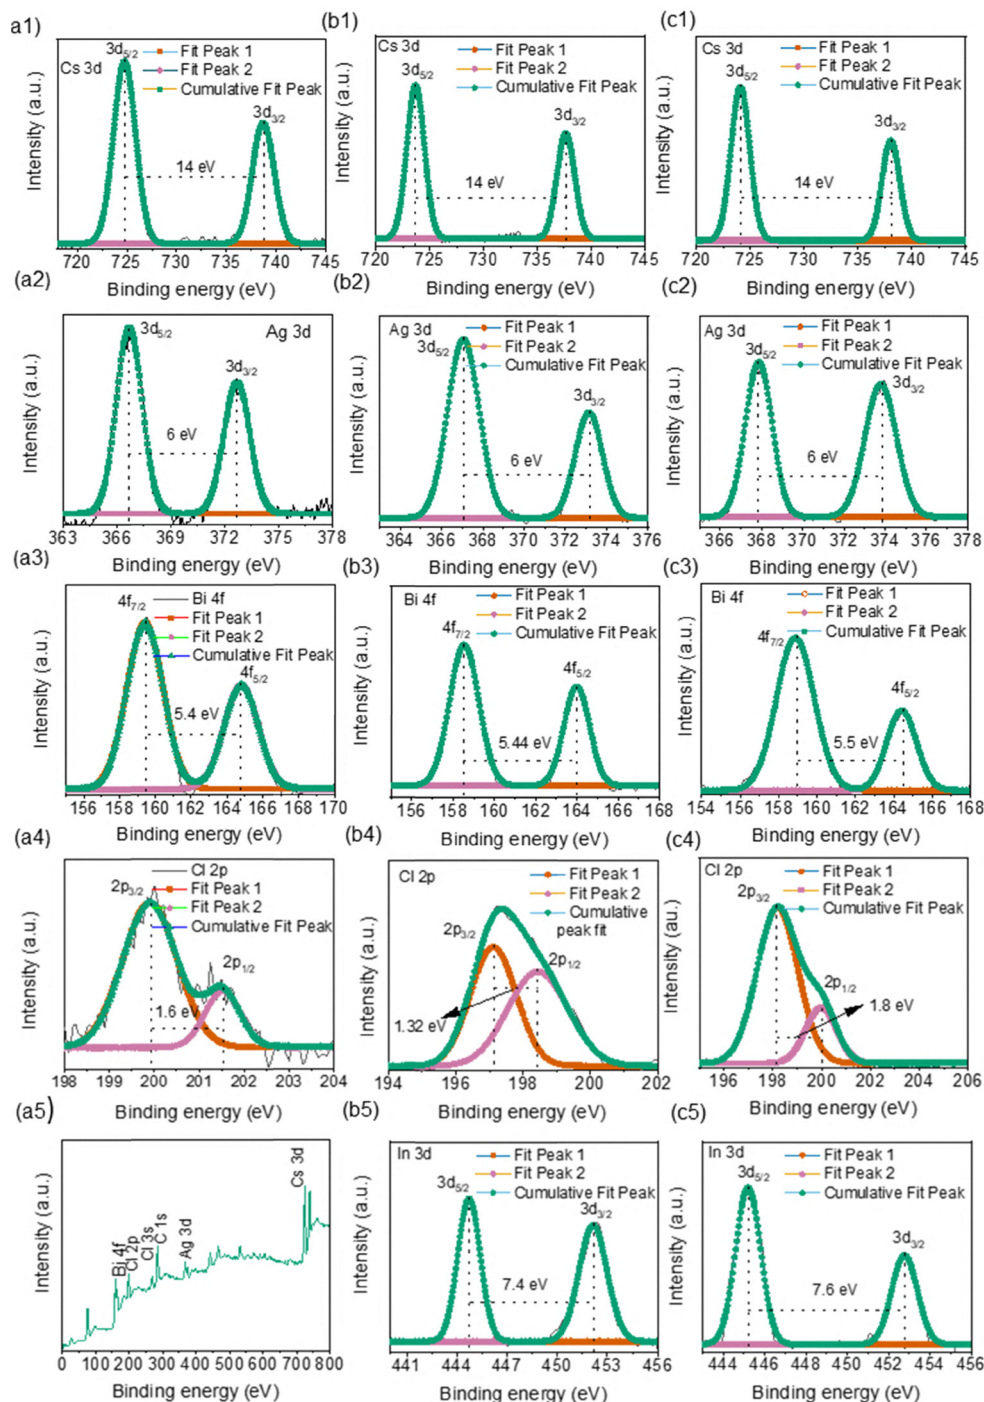 (a1)
Cs 3d
3d5/2
3d3/2
Fit Peak 1
Fit Peak 2
Cumulative Fit Peak
14 eV
Intensity (a.u.)
720 725 730 735 740 745
Binding energy (eV)
(b1)
Cs 3d
3d5/2
3d3/2
Fit Peak 1
Fit Peak 2
Cumulative Fit Peak
14 eV
Intensity (a.u.)
720 725 730 735 740 745
Binding energy (eV)
(c1)
Cs 3d
3d5/2
3d3/2
Fit Peak 1
Fit Peak 2
Cumulative Fit Peak
14 eV
Intensity (a.u.)
720 725 730 735 740 745
Binding energy (eV)
(a2)
3d5/2
Ag 3d
3d3/2
6 eV
Intensity (a.u.)
363 366 369 372 375 378
Binding energy (eV)
(b2)
Ag 3d
3d5/2
3d3/2
Fit Peak 1
Fit Peak 2
Cumulative Fit Peak
6 eV
Intensity (a.u.)
364 366 368 370 372 374 376
Binding energy (eV)
(c2)
Ag 3d
3d5/2
3d3/2
Fit Peak 1
Fit Peak 2
Cumulative Fit Peak
6 eV
Intensity (a.u.)
366 368 370 372 374 376 378
Binding energy (eV)
(a3)
4f7/2
4f5/2
Bi 4f
Fit Peak 1
Fit Peak 2
Cumulative Fit Peak
5.4 eV
Intensity (a.u.)
156 158 160 162 164 166 168 170
Binding energy (eV)
(b3)
Bi 4f
4f7/2
4f5/2
Fit Peak 1
Fit Peak 2
Cumulative Fit Peak
5.44 eV
Intensity (a.u.)
156 158 160 162 164 166 168
Binding energy (eV)
(c3)
Bi 4f
4f7/2
4f5/2
Fit Peak 1
Fit Peak 2
Cumulative Fit Peak
5.5 eV
Intensity (a.u.)
154 156 158 160 162 164 166 168
Binding energy (eV)
(a4)
2p3/2
2p1/2
Cl 2p
Fit Peak 1
Fit Peak 2
Cumulative Fit Peak
1.6 eV
Intensity (a.u.)
198 199 200 201 202 203 204
Binding energy (eV)
(b4)
Cl 2p
2p3/2
2p1/2
Fit Peak 1
Fit Peak 2
Cumulative
peak fit
1.32 eV
Intensity (a.u.)
194 196 198 200 202
Binding energy (eV)
(c4)
Cl 2p
2p3/2
2p1/2
Fit Peak 1
Fit Peak 2
Cumulative Fit Peak
1.8 eV
Intensity (a.u.)
196 198 200 202 204 206
Binding energy (eV)
(a5)
Bi 4f
Cl 2p
Cl 3s
C 1s
Ag 3d
Cs 3d
Intensity (a.u.)
0 100 200 300 400 500 600 700 800
Binding energy (eV)
(b5)
In 3d
3d5/2
3d3/2
Fit Peak 1
Fit Peak 2
Cumulative Fit Peak
7.4 eV
Intensity (a.u.)
441 444 447 450 453 456
Binding energy (eV)
(c5)
In 3d
3d5/2
3d3/2
Fit Peak 1
Fit Peak 2
Cumulative Fit Peak
7.6 eV
Intensity (a.u.)
444 446 448 450 452 454 456
Binding energy (eV)